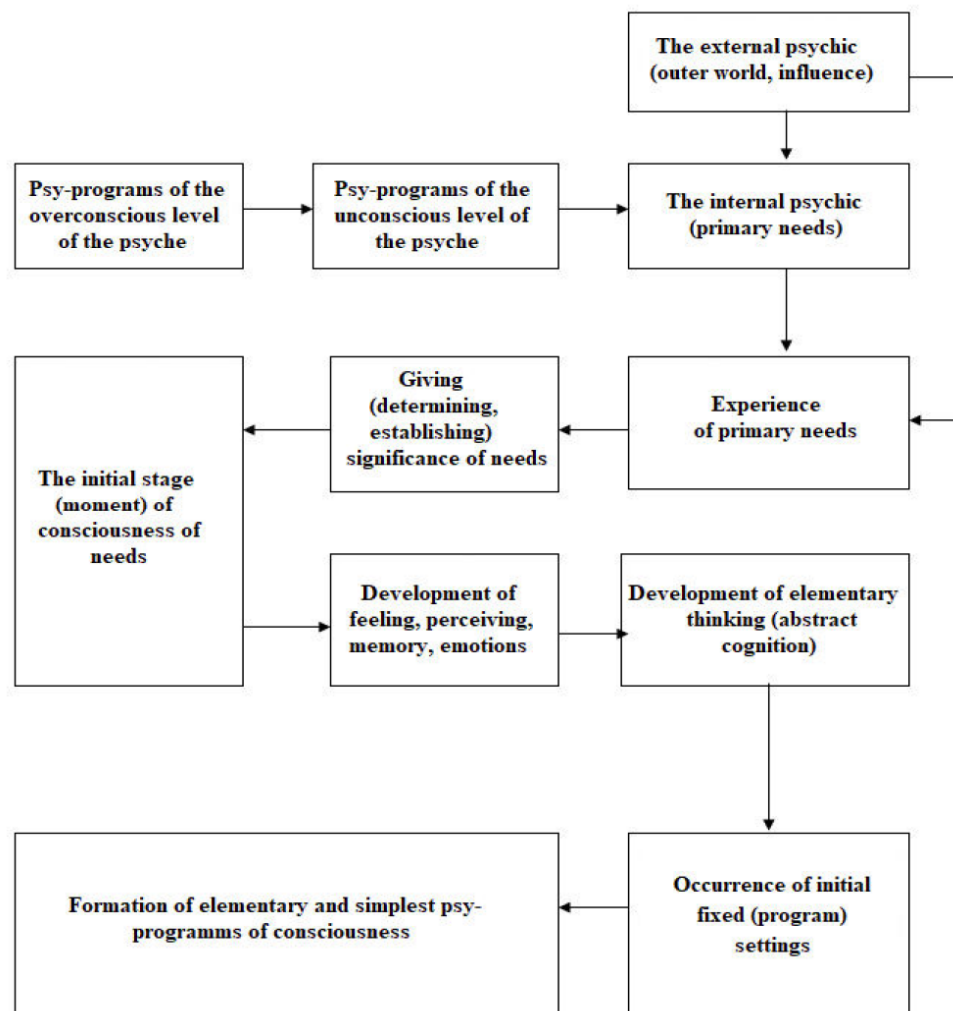 The external psychic
(outer world, influence)
Psy-programs of the
overconscious level
of the psyche
Psy-programs of the
unconscious level of
the psyche
The internal psychic
(primary needs)
Giving
(determining,
establishing)
significance of needs
Experience
of primary needs
The initial stage
(moment) of
consciousness of
needs
Development of
feeling, perceiving,
memory, emotions
Development of elementary
thinking (abstract
cognition)
Formation of elementary and simplest psy-
programms of consciousness
Occurrence of initial
fixed (program)
settings